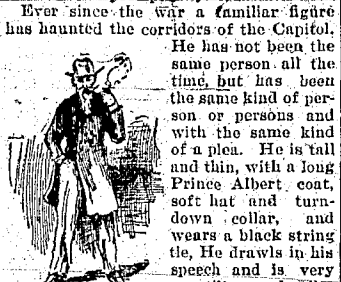 Ever since the war a familiar figure
has haunted the corridors of the Capitol.
He has not been the
same person all the
time, but has been
the same kind of per-
son or persons and
with the same kind
of a plea. He is tall
and thin, with a long
Prince Albert coat,
soft hat and turn-
down collar, and
wears a black string
tie, He drawls in his
speech and is very